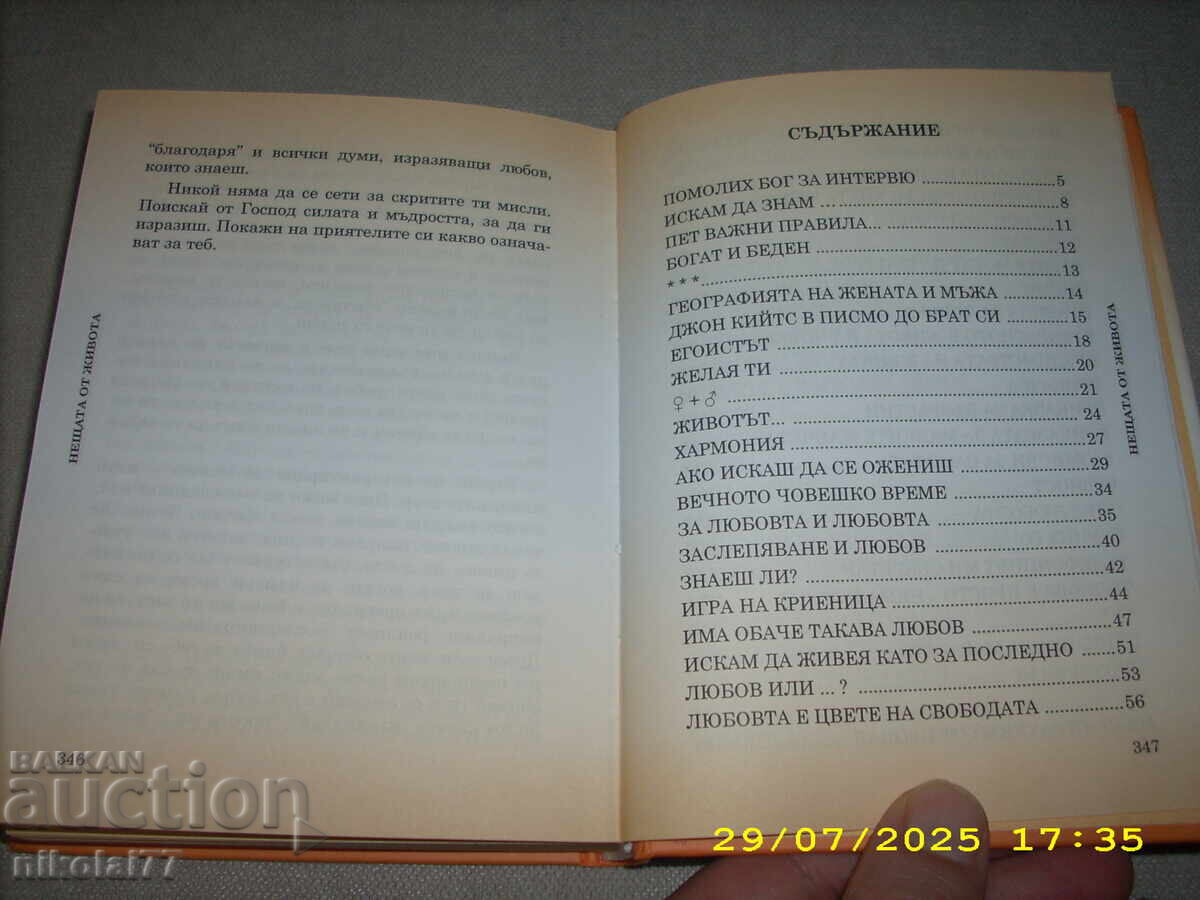 "благодаря" и всички думи, изразяващи любов,
които знаеш.
Никой няма да се сети за скритите ти мисли.
Поискай от Господ силата и мъдростта, за да ги
изразиш. Покажи на приятелите си какво означа-
ват за теб.
НЕЩАТА ОТ ЖИВОТА
346
СЪДЪРЖАНИЕ
ПОМОЛИХ БОГ ЗА ИНТЕРВЮ ........................... 5
ИСКАМ ДА ЗНАМ ... ........................................... 8
ПЕТ ВАЖНИ ПРАВИЛА... ................................. 11
БОГАТ И БЕДЕН ................................................ 12
* * *.................................................................... 13
ГЕОГРАФИЯТА НА ЖЕНАТА И МЪЖА ............ 14
ДЖОН КИЙТС В ПИСМО ДО БРАТ СИ ............. 15
ЕГОИСТЪТ ........................................................ 18
ЖЕЛАЯ ТИ ........................................................ 20
♀ + ♂ ................................................................ 21
ЖИВОТЪТ... ..................................................... 24
ХАРМОНИЯ ...................................................... 27
АКО ИСКАШ ДА СЕ ОЖЕНИШ ........................ 29
ВЕЧНОТО ЧОВЕШКО ВРЕМЕ ......................... 34
ЗА ЛЮБОВТА И ЛЮБОВТА ............................ 35
ЗАСЛЕПЯВАНЕ И ЛЮБОВ .............................. 40
ЗНАЕШ ЛИ? ..................................................... 42
ИГРА НА КРИЕНИЦА ....................................... 44
ИМА ОБАЧЕ ТАКАВА ЛЮБОВ ........................ 47
ИСКАМ ДА ЖИВЕЯ КАТО ЗА ПОСЛЕДНО ....... 51
ЛЮБОВ ИЛИ ... ? ............................................. 53
ЛЮБОВТА Е ЦВЕТЕ НА СВОБОДАТА .............. 56
НЕЩАТА ОТ ЖИВОТА
347
BALKAN
auction
nikolai77
29/07/2025 17:35